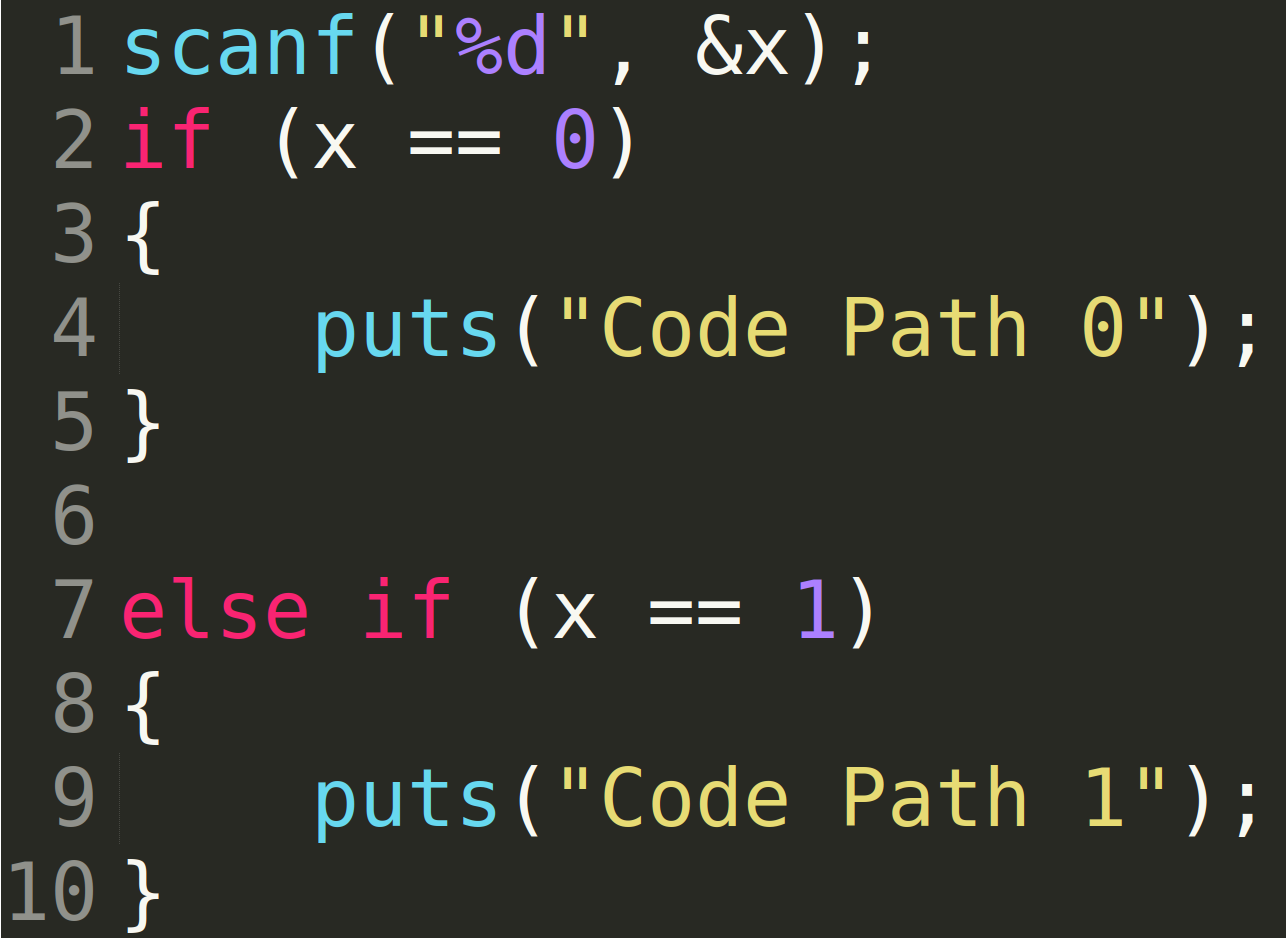 1 scanf("%d", &x);
2 if (x == 0)
3 {
4     puts("Code Path 0");
5 }
6
7 else if (x == 1)
8 {
9     puts("Code Path 1");
10 }